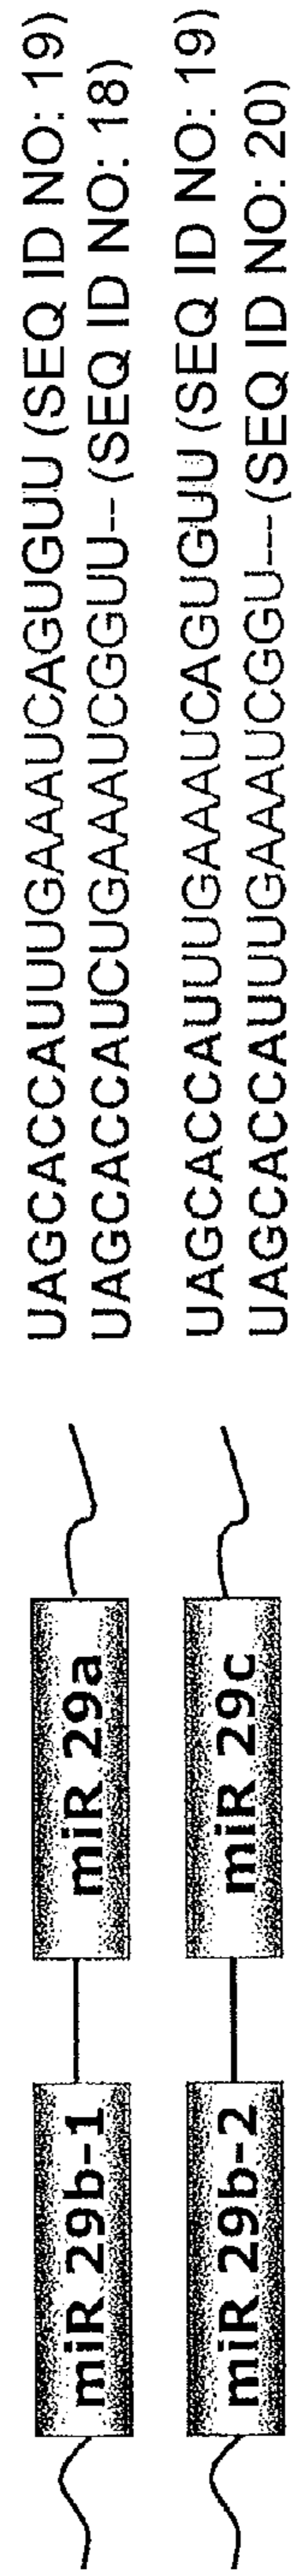 miR 29b-1 miR 29a
UAGCACCAUUUGAAAUCAGUGUU (SEQ ID NO: 19)
UAGCACCAUCUGAAAUCGGUU-- (SEQ ID NO: 18)
miR 29b-2 miR 29c
UAGCACCAUUUGAAAUCAGUGUU (SEQ ID NO: 19)
UAGCACCAUUUGAAAUCGGU--- (SEQ ID NO: 20)